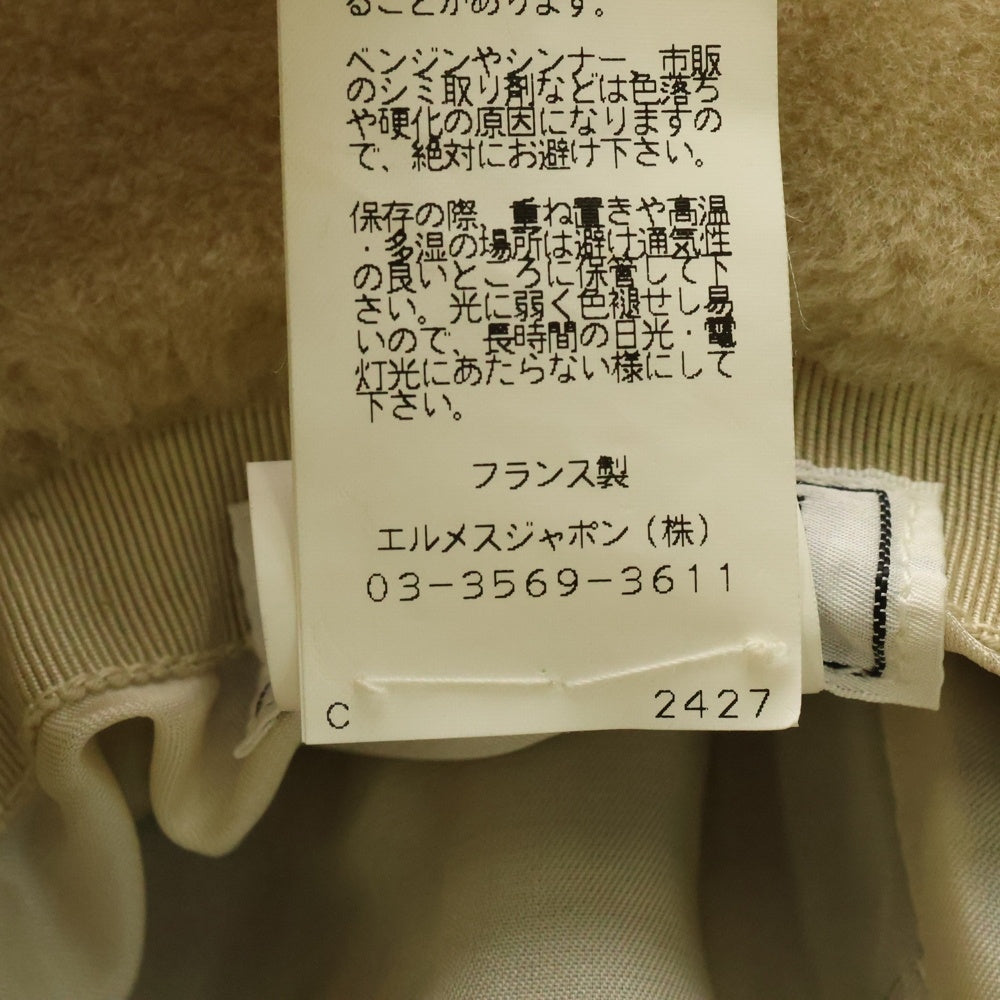 ることがあります。
ベンジンやシンナー、市販
のシミ取り剤などは色落ち
や硬化の原因になりますの
で、絶対にお避け下さい。
保存の際、重ね置きや高温
・多湿の場所は避け通気性
の良いところに保管して下
さい。光に弱く色褪せし易
いので、長時間の日光・電
灯光にあたらない様にして
下さい。
フランス製
エルメスジャポン(株)
03-3569-3611
C 2427